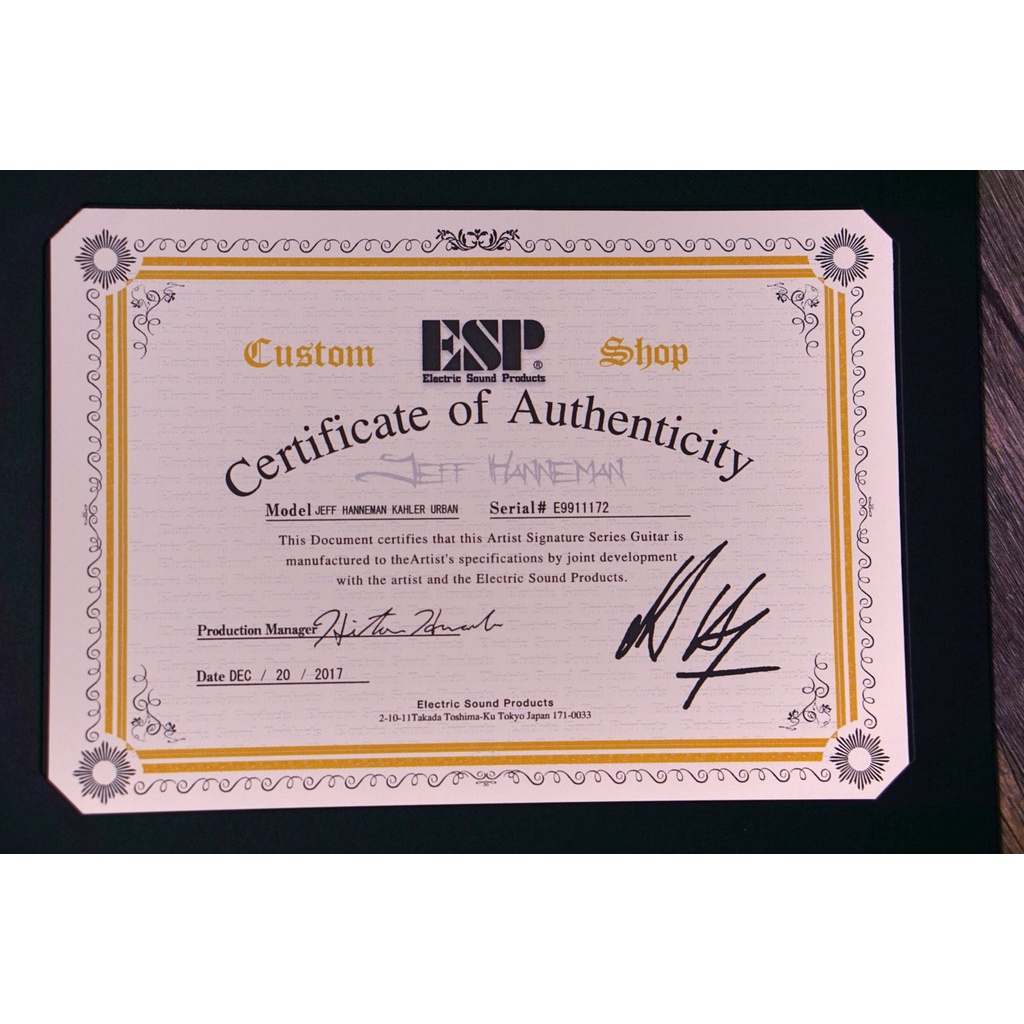 Custom ESP® Shop
Electric Sound Products
Certificate of Authenticity
JEFF HANNEMAN
Model JEFF HANNEMAN KAHLER URBAN Serial# E9911172
This Document certifies that this Artist Signature Series Guitar is
manufactured to theArtist's specifications by joint development
with the artist and the Electric Sound Products.
Production Manager
Date DEC / 20 / 2017
Electric Sound Products
2-10-11Takada Toshima-Ku Tokyo Japan 171-0033